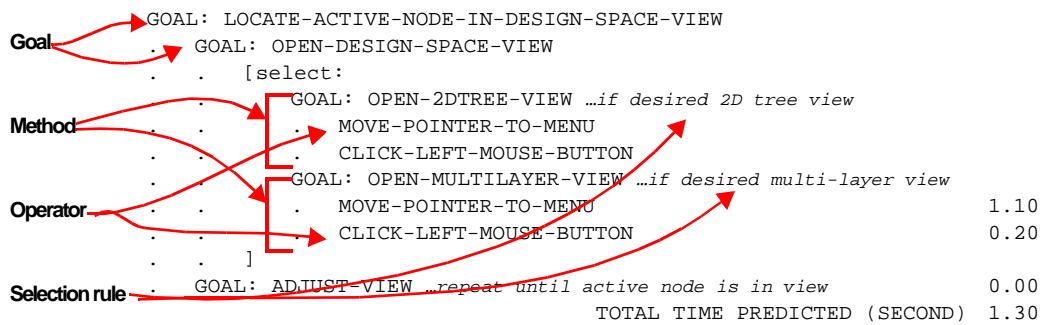 GOAL: LOCATE-ACTIVE-NODE-IN-DESIGN-SPACE-VIEW
Goal . GOAL: OPEN-DESIGN-SPACE-VIEW
. . [select:
. . GOAL: OPEN-2DTREE-VIEW …if desired 2D tree view
Method . . . MOVE-POINTER-TO-MENU
. . . CLICK-LEFT-MOUSE-BUTTON
. . GOAL: OPEN-MULTILAYER-VIEW …if desired multi-layer view
Operator . . . MOVE-POINTER-TO-MENU 1.10
. . . CLICK-LEFT-MOUSE-BUTTON 0.20
. . ]
Selection rule . GOAL: ADJUST-VIEW …repeat until active node is in view 0.00
TOTAL TIME PREDICTED (SECOND) 1.30